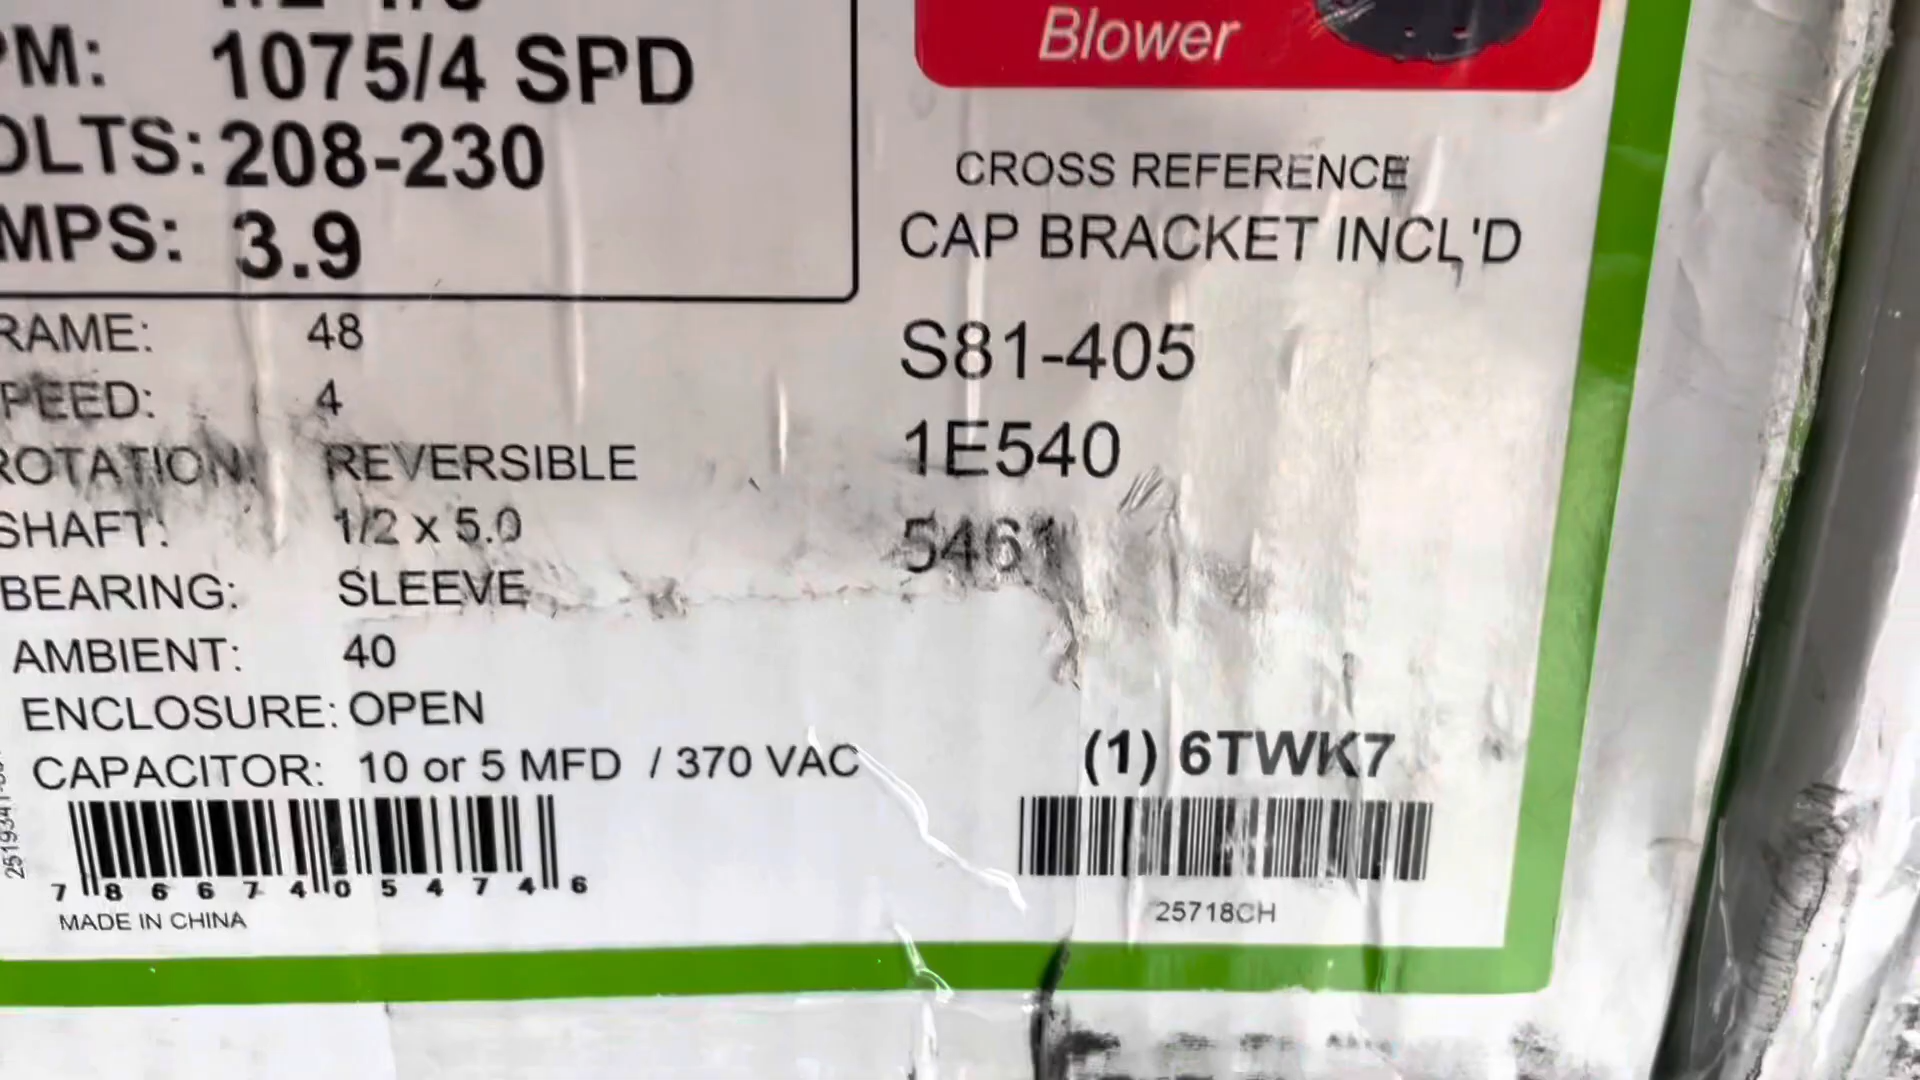 PM: 1075/4 SPD
OLTS: 208-230
MPS: 3.9
RAME: 48
PEED: 4
ROTATION: REVERSIBLE
SHAFT: 1/2 x 5.0
BEARING: SLEEVE
AMBIENT: 40
ENCLOSURE: OPEN
CAPACITOR: 10 or 5 MFD / 370 VAC
7 86674 05474 6
MADE IN CHINA
Blower
CROSS REFERENCE
CAP BRACKET INCL'D
S81-405
1E540
5461
(1) 6TWK7
25718CH